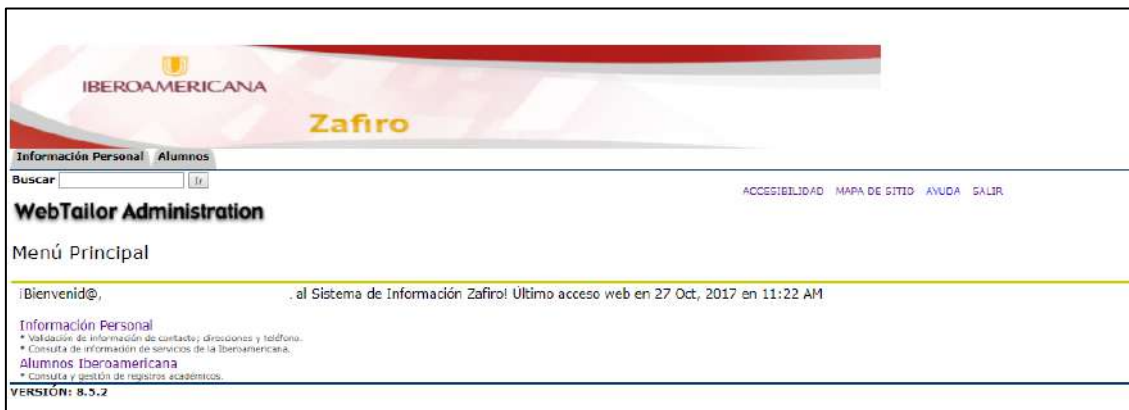 IBEROAMERICANA
Zafiro
Información Personal Alumnos
Buscar Ir
ACCESIBILIDAD MAPA DE SITIO AYUDA SALIR
WebTailor Administration
Menú Principal
¡Bienvenid@, , al Sistema de Información Zafiro! Último acceso web en 27 Oct, 2017 en 11:22 AM
Información Personal
* Validación de información de contacto; direcciones y teléfono.
* Consulta de información de servicios de la Iberoamericana.
Alumnos Iberoamericana
* Consulta y gestión de registros académicos.
VERSIÓN: 8.5.2